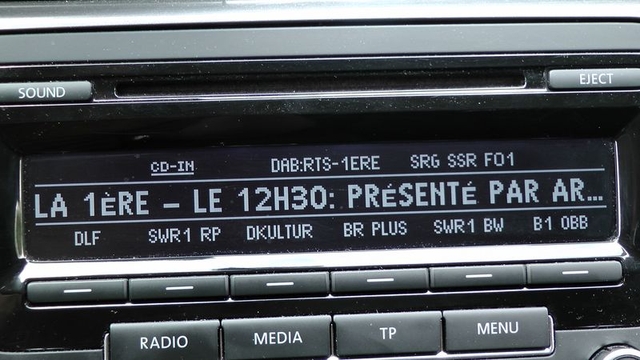 SOUND EJECT
CD-IN DAB:RTS-1ERE SRG SSR F01
LA 1ÈRE – LE 12H30: PRÉSENTÉ PAR AR...
DLF SWR1 RP DKULTUR BR PLUS SWR1 BW B1 OBB
RADIO MEDIA TP MENU